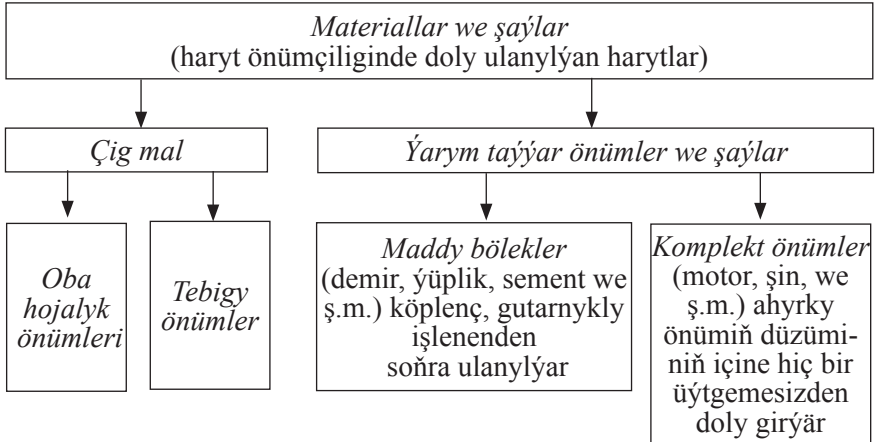 Materiallar we şaýlar
(haryt önümçiliginde doly ulanylýan harytlar)
Çig mal
Ýarym taýýar önümler we şaýlar
Oba
hojalyk
önümleri
Tebigy
önümler
Maddy bölekler
(demir, ýüplik, sement we
ş.m.) köplenç, gutarnykly
işlenenden
soňra ulanylýar
Komplekt önümler
(motor, şin, we
ş.m.) ahyrky
önümiň düzümi-
niň içine hiç bir
üýtgemesizden
doly girýär